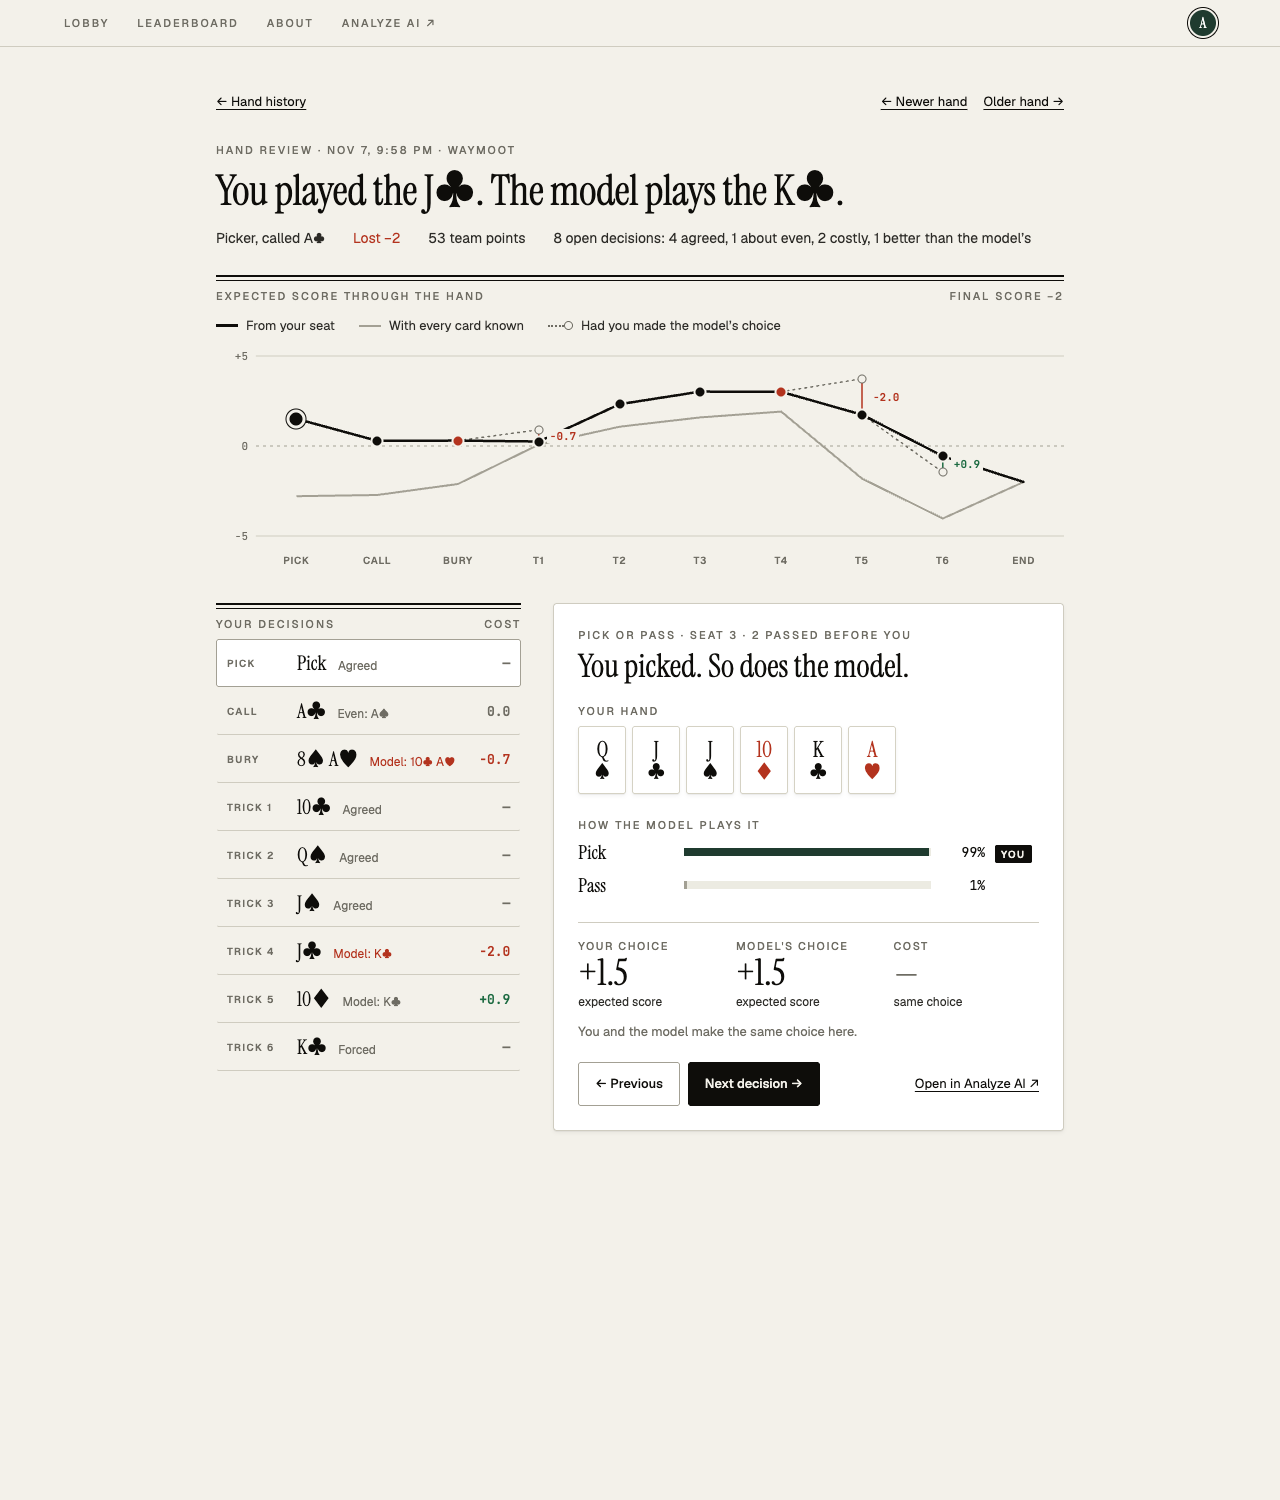 LOBBY LEADERBOARD ABOUT ANALYZE AI ↗ A
← Hand history ← Newer hand Older hand →
HAND REVIEW · NOV 7, 9:58 PM · WAYMOOT
You played the J♣. The model plays the K♣.
Picker, called A♣ Lost −2 53 team points 8 open decisions: 4 agreed, 1 about even, 2 costly, 1 better than the model’s
EXPECTED SCORE THROUGH THE HAND FINAL SCORE −2
From your seat With every card known Had you made the model’s choice
+5
-2.0
-0.7
0
+0.9
-5
PICK CALL BURY T1 T2 T3 T4 T5 T6 END
YOUR DECISIONS COST
PICK Pick Agreed —
CALL A♣ Even: A♠ 0.0
BURY 8♠ A♥ Model: 10♣ A♥ -0.7
TRICK 1 10♣ Agreed —
TRICK 2 Q♠ Agreed —
TRICK 3 J♠ Agreed —
TRICK 4 J♣ Model: K♣ -2.0
TRICK 5 10♦ Model: K♣ +0.9
TRICK 6 K♣ Forced —
PICK OR PASS · SEAT 3 · 2 PASSED BEFORE YOU
You picked. So does the model.
YOUR HAND
Q♠ J♣ J♠ 10♦ K♣ A♥
HOW THE MODEL PLAYS IT
Pick 99% YOU
Pass 1%
YOUR CHOICE MODEL'S CHOICE COST
+1.5 +1.5 —
expected score expected score same choice
You and the model make the same choice here.
← Previous Next decision → Open in Analyze AI ↗